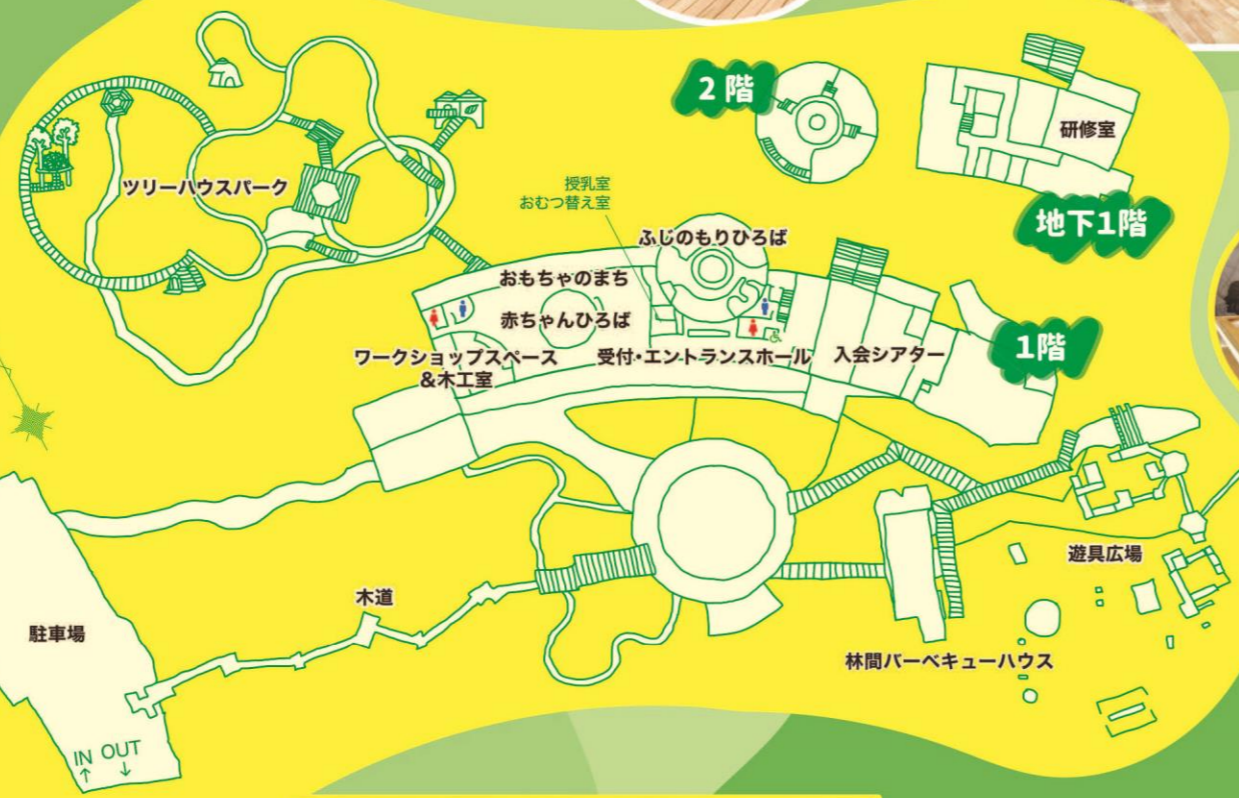 2階
研修室
地下1階
ツリーハウスパーク
授乳室
おむつ替え室
ふじのもりひろば
おもちゃのまち
赤ちゃんひろば
ワークショップスペース
&木工室
受付・エントランスホール
入会シアター
1階
遊具広場
木道
駐車場
林間バーベキューハウス
IN OUT
↑ ↓